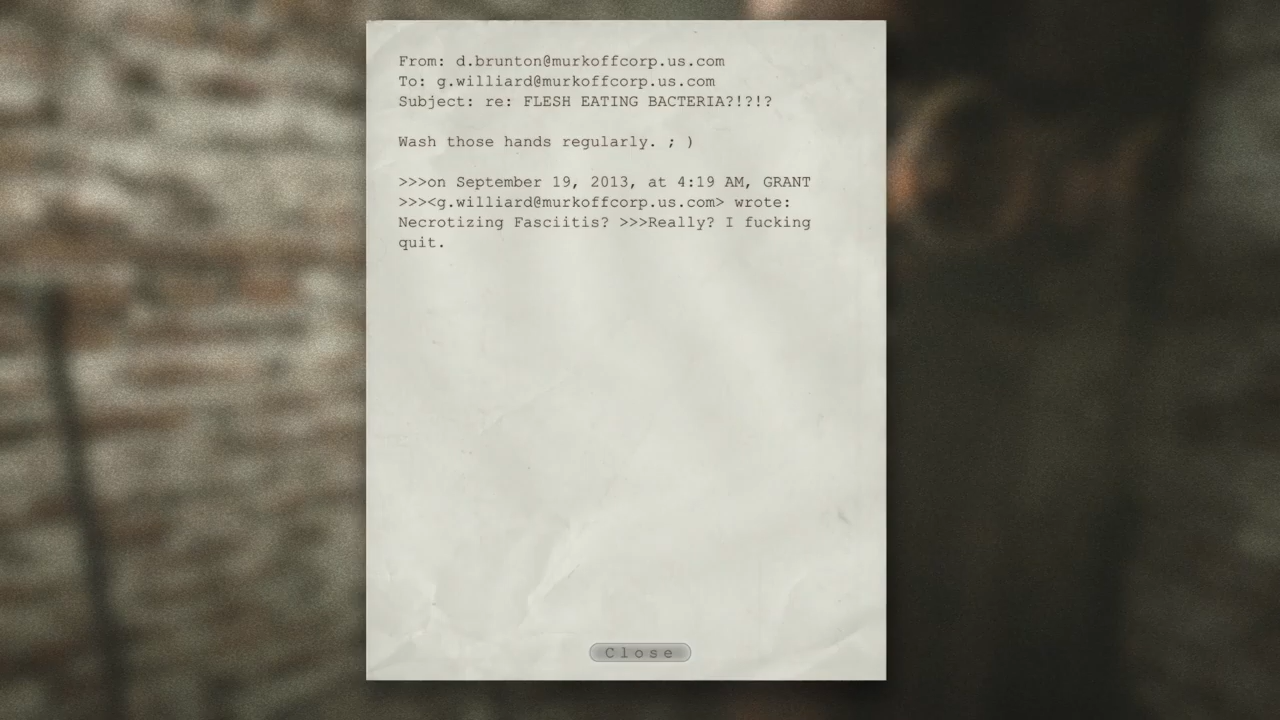 From: d.brunton@murkoffcorp.us.com
To: g.williard@murkoffcorp.us.com
Subject: re: FLESH EATING BACTERIA?!?!?
Wash those hands regularly. ; )
>>>on September 19, 2013, at 4:19 AM, GRANT
>>><g.williard@murkoffcorp.us.com> wrote:
Necrotizing Fasciitis? >>>Really? I fucking
quit.
Close